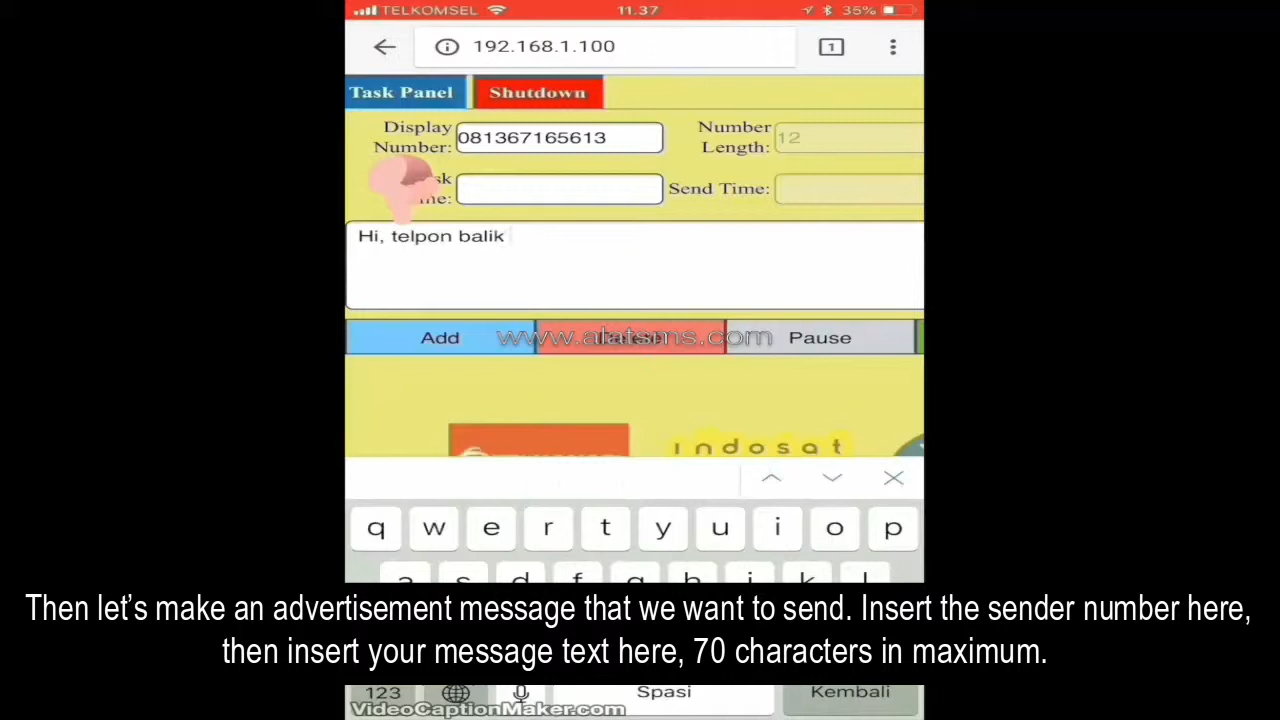 TELKOMSEL 11.37 35%
192.168.1.100 1
Task Panel Shutdown
Display Number: 081367165613 Number Length: 12
Send Time:
Hi, telpon balik
Add Pause
www.alatsms.com
indosat
q w e r t y u i o p
a s d f g h j k l
Then let’s make an advertisement message that we want to send. Insert the sender number here,
then insert your message text here, 70 characters in maximum.
123 Spasi Kembali
VideoCaptionMaker.com